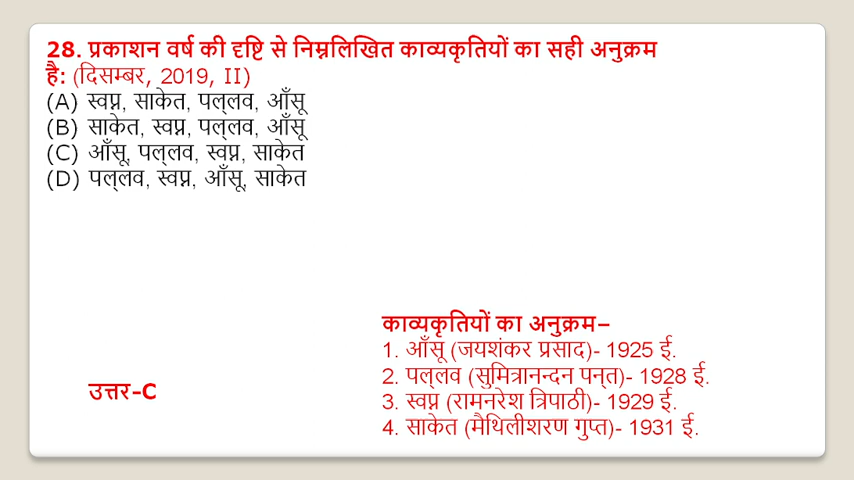 28. प्रकाशन वर्ष की दृष्टि से निम्नलिखित काव्यकृतियों का सही अनुक्रम
है: (दिसम्बर, 2019, II)
(A) स्वप्न, साकेत, पल्लव, आँसू
(B) साकेत, स्वप्न, पल्लव, आँसू
(C) आँसू, पल्लव, स्वप्न, साकेत
(D) पल्लव, स्वप्न, आँसू, साकेत
काव्यकृतियों का अनुक्रम–
1. आँसू (जयशंकर प्रसाद)- 1925 ई.
2. पल्लव (सुमित्रानन्दन पन्त)- 1928 ई.
3. स्वप्न (रामनरेश त्रिपाठी)- 1929 ई.
4. साकेत (मैथिलीशरण गुप्त)- 1931 ई.
उत्तर-C